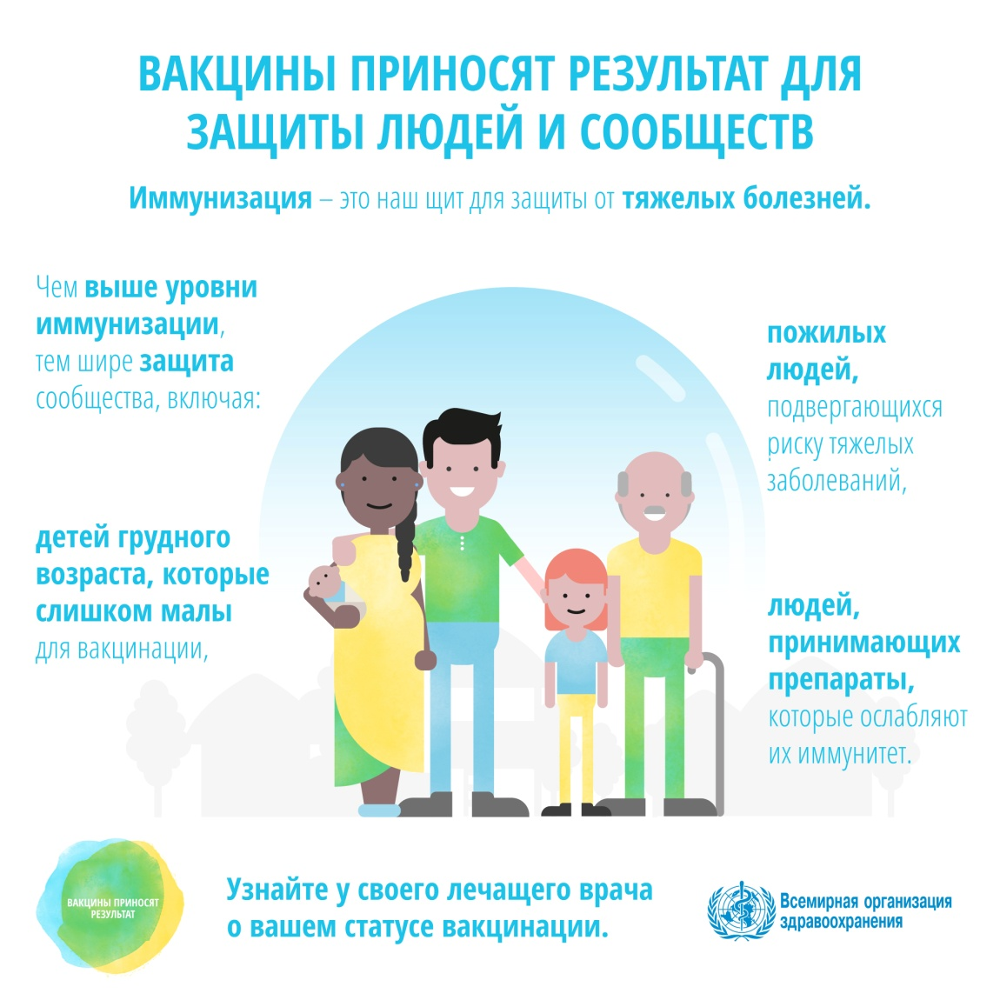 ВАКЦИНЫ ПРИНОСЯТ РЕЗУЛЬТАТ ДЛЯ
ЗАЩИТЫ ЛЮДЕЙ И СООБЩЕСТВ
Иммунизация – это наш щит для защиты от тяжелых болезней.
Чем выше уровни
иммунизации,
тем шире защита
сообщества, включая:
детей грудного
возраста, которые
слишком малы
для вакцинации,
пожилых
людей,
подвергающихся
риску тяжелых
заболеваний,
людей,
принимающих
препараты,
которые ослабляют
их иммунитет.
ВАКЦИНЫ ПРИНОСЯТ
РЕЗУЛЬТАТ
Узнайте у своего лечащего врача
о вашем статусе вакцинации.
Всемирная организация
здравоохранения